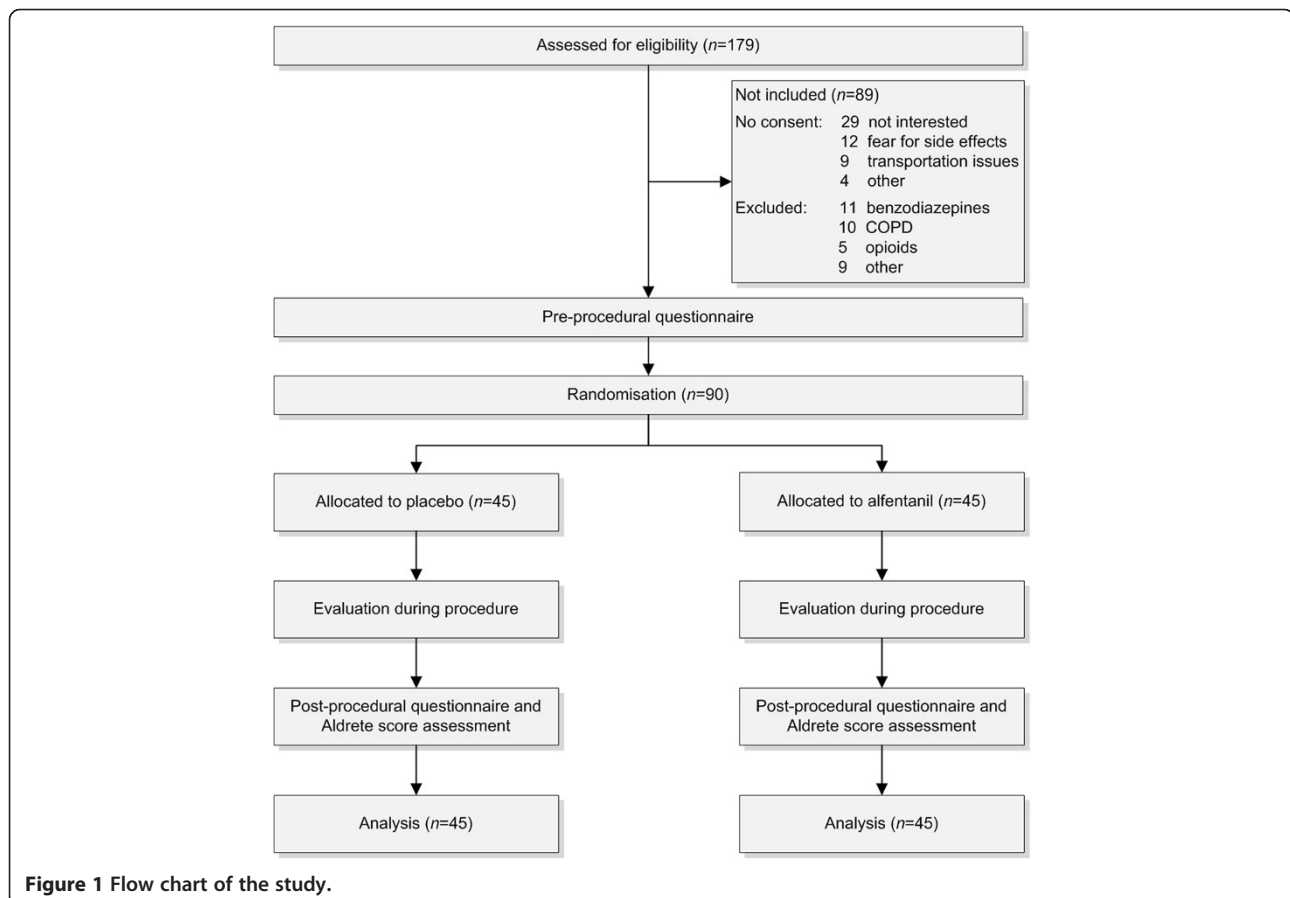 Assessed for eligibility (n=179)
Not included (n=89)
No consent: 29 not interested
12 fear for side effects
9 transportation issues
4 other
Excluded: 11 benzodiazepines
10 COPD
5 opioids
9 other
Pre-procedural questionnaire
Randomisation (n=90)
Allocated to placebo (n=45)
Allocated to alfentanil (n=45)
Evaluation during procedure
Evaluation during procedure
Post-procedural questionnaire and
Aldrete score assessment
Post-procedural questionnaire and
Aldrete score assessment
Analysis (n=45)
Analysis (n=45)
Figure 1 Flow chart of the study.